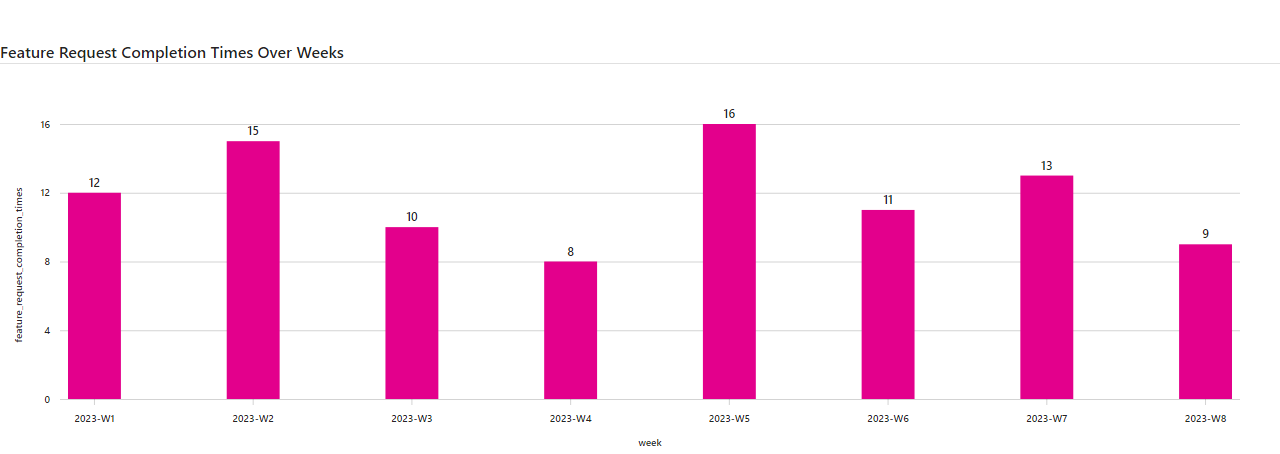 Feature Request Completion Times Over Weeks
16
12
8
4
0
feature_request_completion_times
12
15
10
8
16
11
13
9
2023-W1
2023-W2
2023-W3
2023-W4
2023-W5
2023-W6
2023-W7
2023-W8
week